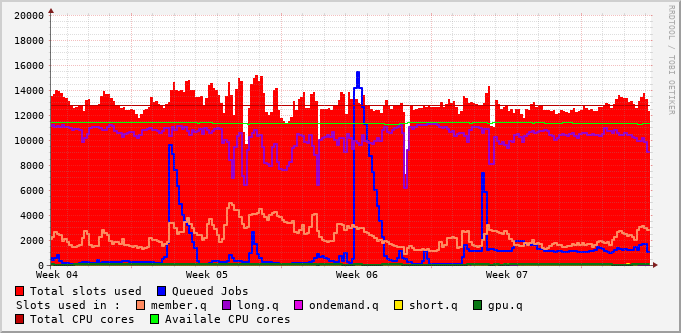 20000
18000
16000
14000
12000
10000
8000
6000
4000
2000
0
Week 04 Week 05 Week 06 Week 07
RRDTOOL / TOBI OETIKER
Total slots used Queued Jobs
Slots used in : member.q long.q ondemand.q short.q gpu.q
Total CPU cores Availale CPU cores